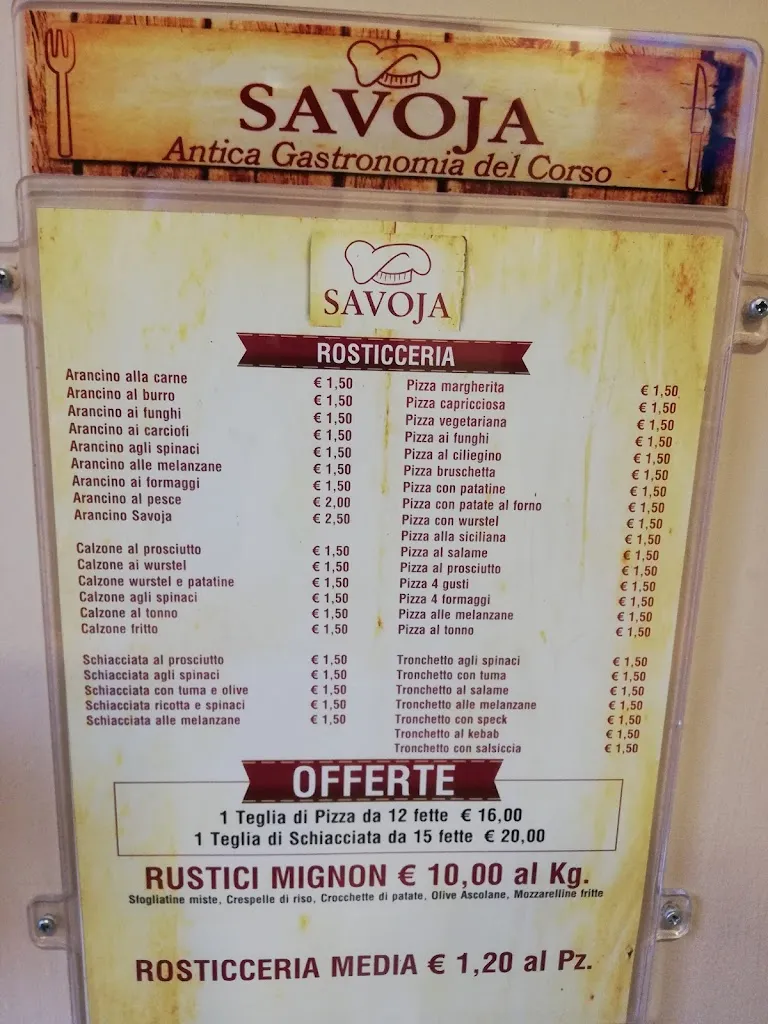 SAVOJA
Antica Gastronomia del Corso
SAVOJA
ROSTICCERIA
Arancino alla carne € 1,50
Arancino al burro € 1,50
Arancino ai funghi € 1,50
Arancino ai carciofi € 1,50
Arancino agli spinaci € 1,50
Arancino alle melanzane € 1,50
Arancino ai formaggi € 1,50
Arancino al pesce € 2,00
Arancino Savoja € 2,50
Calzone al prosciutto € 1,50
Calzone ai wurstel € 1,50
Calzone wurstel e patatine € 1,50
Calzone agli spinaci € 1,50
Calzone al tonno € 1,50
Calzone fritto € 1,50
Schiacciata al prosciutto € 1,50
Schiacciata agli spinaci € 1,50
Schiacciata con tuma e olive € 1,50
Schiacciata ricotta e spinaci € 1,50
Schiacciata alle melanzane € 1,50
Pizza margherita € 1,50
Pizza capricciosa € 1,50
Pizza vegetariana € 1,50
Pizza ai funghi € 1,50
Pizza al ciliegino € 1,50
Pizza bruschetta € 1,50
Pizza con patatine € 1,50
Pizza con patate al forno € 1,50
Pizza con wurstel € 1,50
Pizza alla siciliana € 1,50
Pizza al salame € 1,50
Pizza al prosciutto € 1,50
Pizza 4 gusti € 1,50
Pizza 4 formaggi € 1,50
Pizza alle melanzane € 1,50
Pizza al tonno € 1,50
Tronchetto agli spinaci € 1,50
Tronchetto con tuma € 1,50
Tronchetto al salame € 1,50
Tronchetto alle melanzane € 1,50
Tronchetto con speck € 1,50
Tronchetto al kebab € 1,50
Tronchetto con salsiccia € 1,50
OFFERTE
1 Teglia di Pizza da 12 fette € 16,00
1 Teglia di Schiacciata da 15 fette € 20,00
RUSTICI MIGNON € 10,00 al Kg.
Sfogliatine miste, Crespelle di riso, Crocchette di patate, Olive Ascolane, Mozzarelline fritte
ROSTICCERIA MEDIA € 1,20 al Pz.